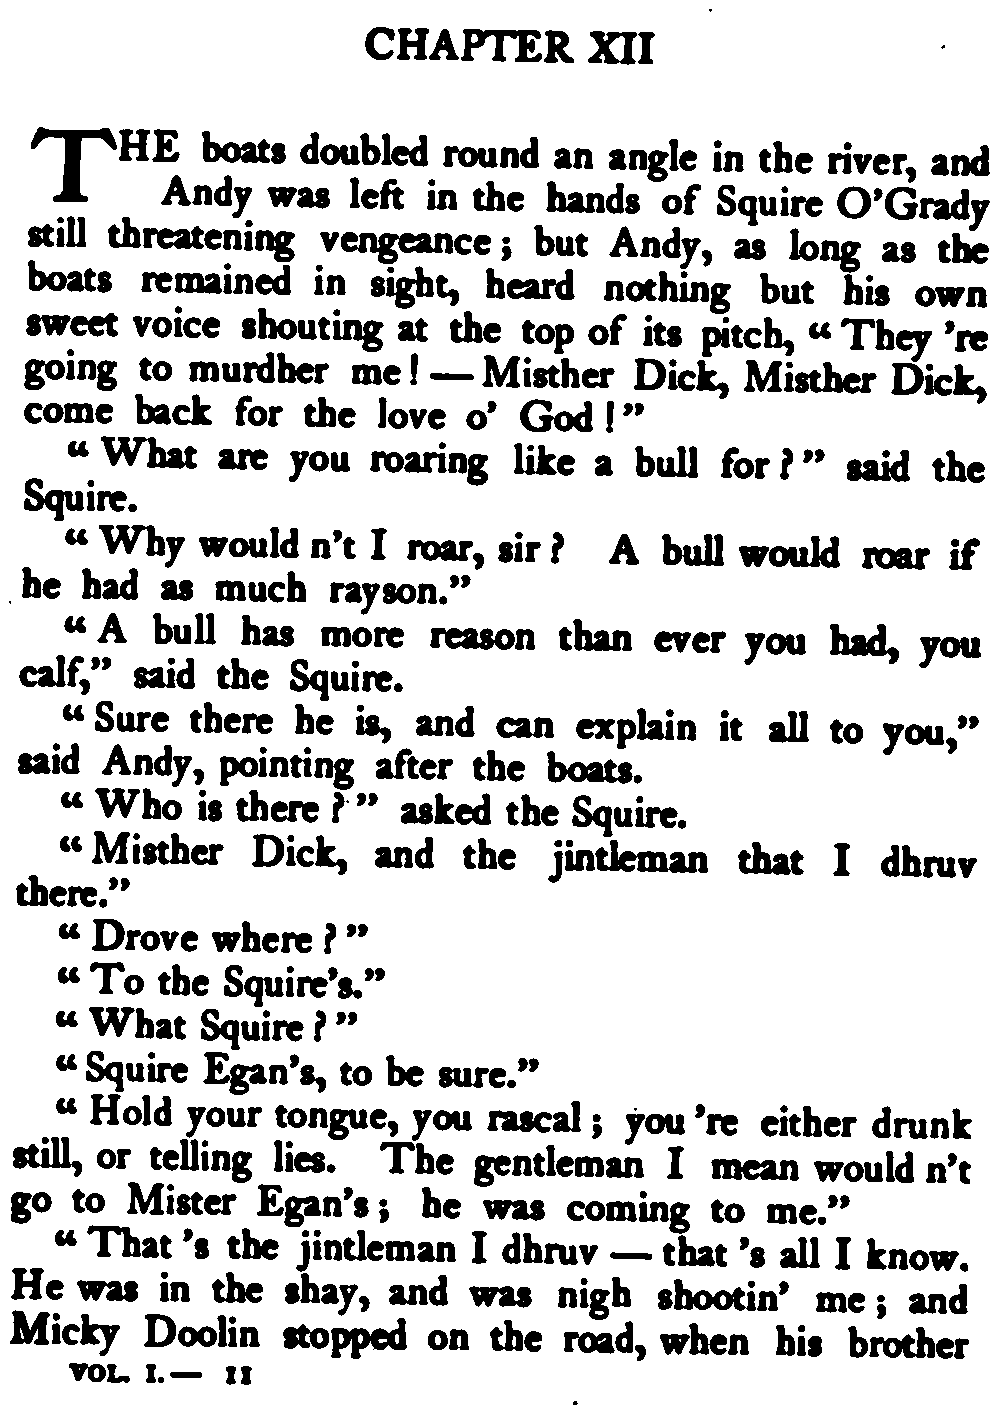 CHAPTER XII
THE boats doubled round an angle in the river, and
Andy was left in the hands of Squire O'Grady
still threatening vengeance; but Andy, as long as the
boats remained in sight, heard nothing but his own
sweet voice shouting at the top of its pitch, "They 're
going to murdher me! — Misther Dick, Misther Dick,
come back for the love o' God!"
"What are you roaring like a bull for?" said the
Squire.
"Why would n't I roar, sir? A bull would roar if
he had as much rayson."
"A bull has more reason than ever you had, you
calf," said the Squire.
"Sure there he is, and can explain it all to you,"
said Andy, pointing after the boats.
"Who is there?" asked the Squire.
"Misther Dick, and the jintleman that I dhruv
there."
"Drove where?"
"To the Squire's."
"What Squire?"
"Squire Egan's, to be sure."
"Hold your tongue, you rascal; you 're either drunk
still, or telling lies. The gentleman I mean would n't
go to Mister Egan's; he was coming to me."
"That 's the jintleman I dhruv — that 's all I know.
He was in the shay, and was nigh shootin' me; and
Micky Doolin stopped on the road, when his brother
VOL. I. — II